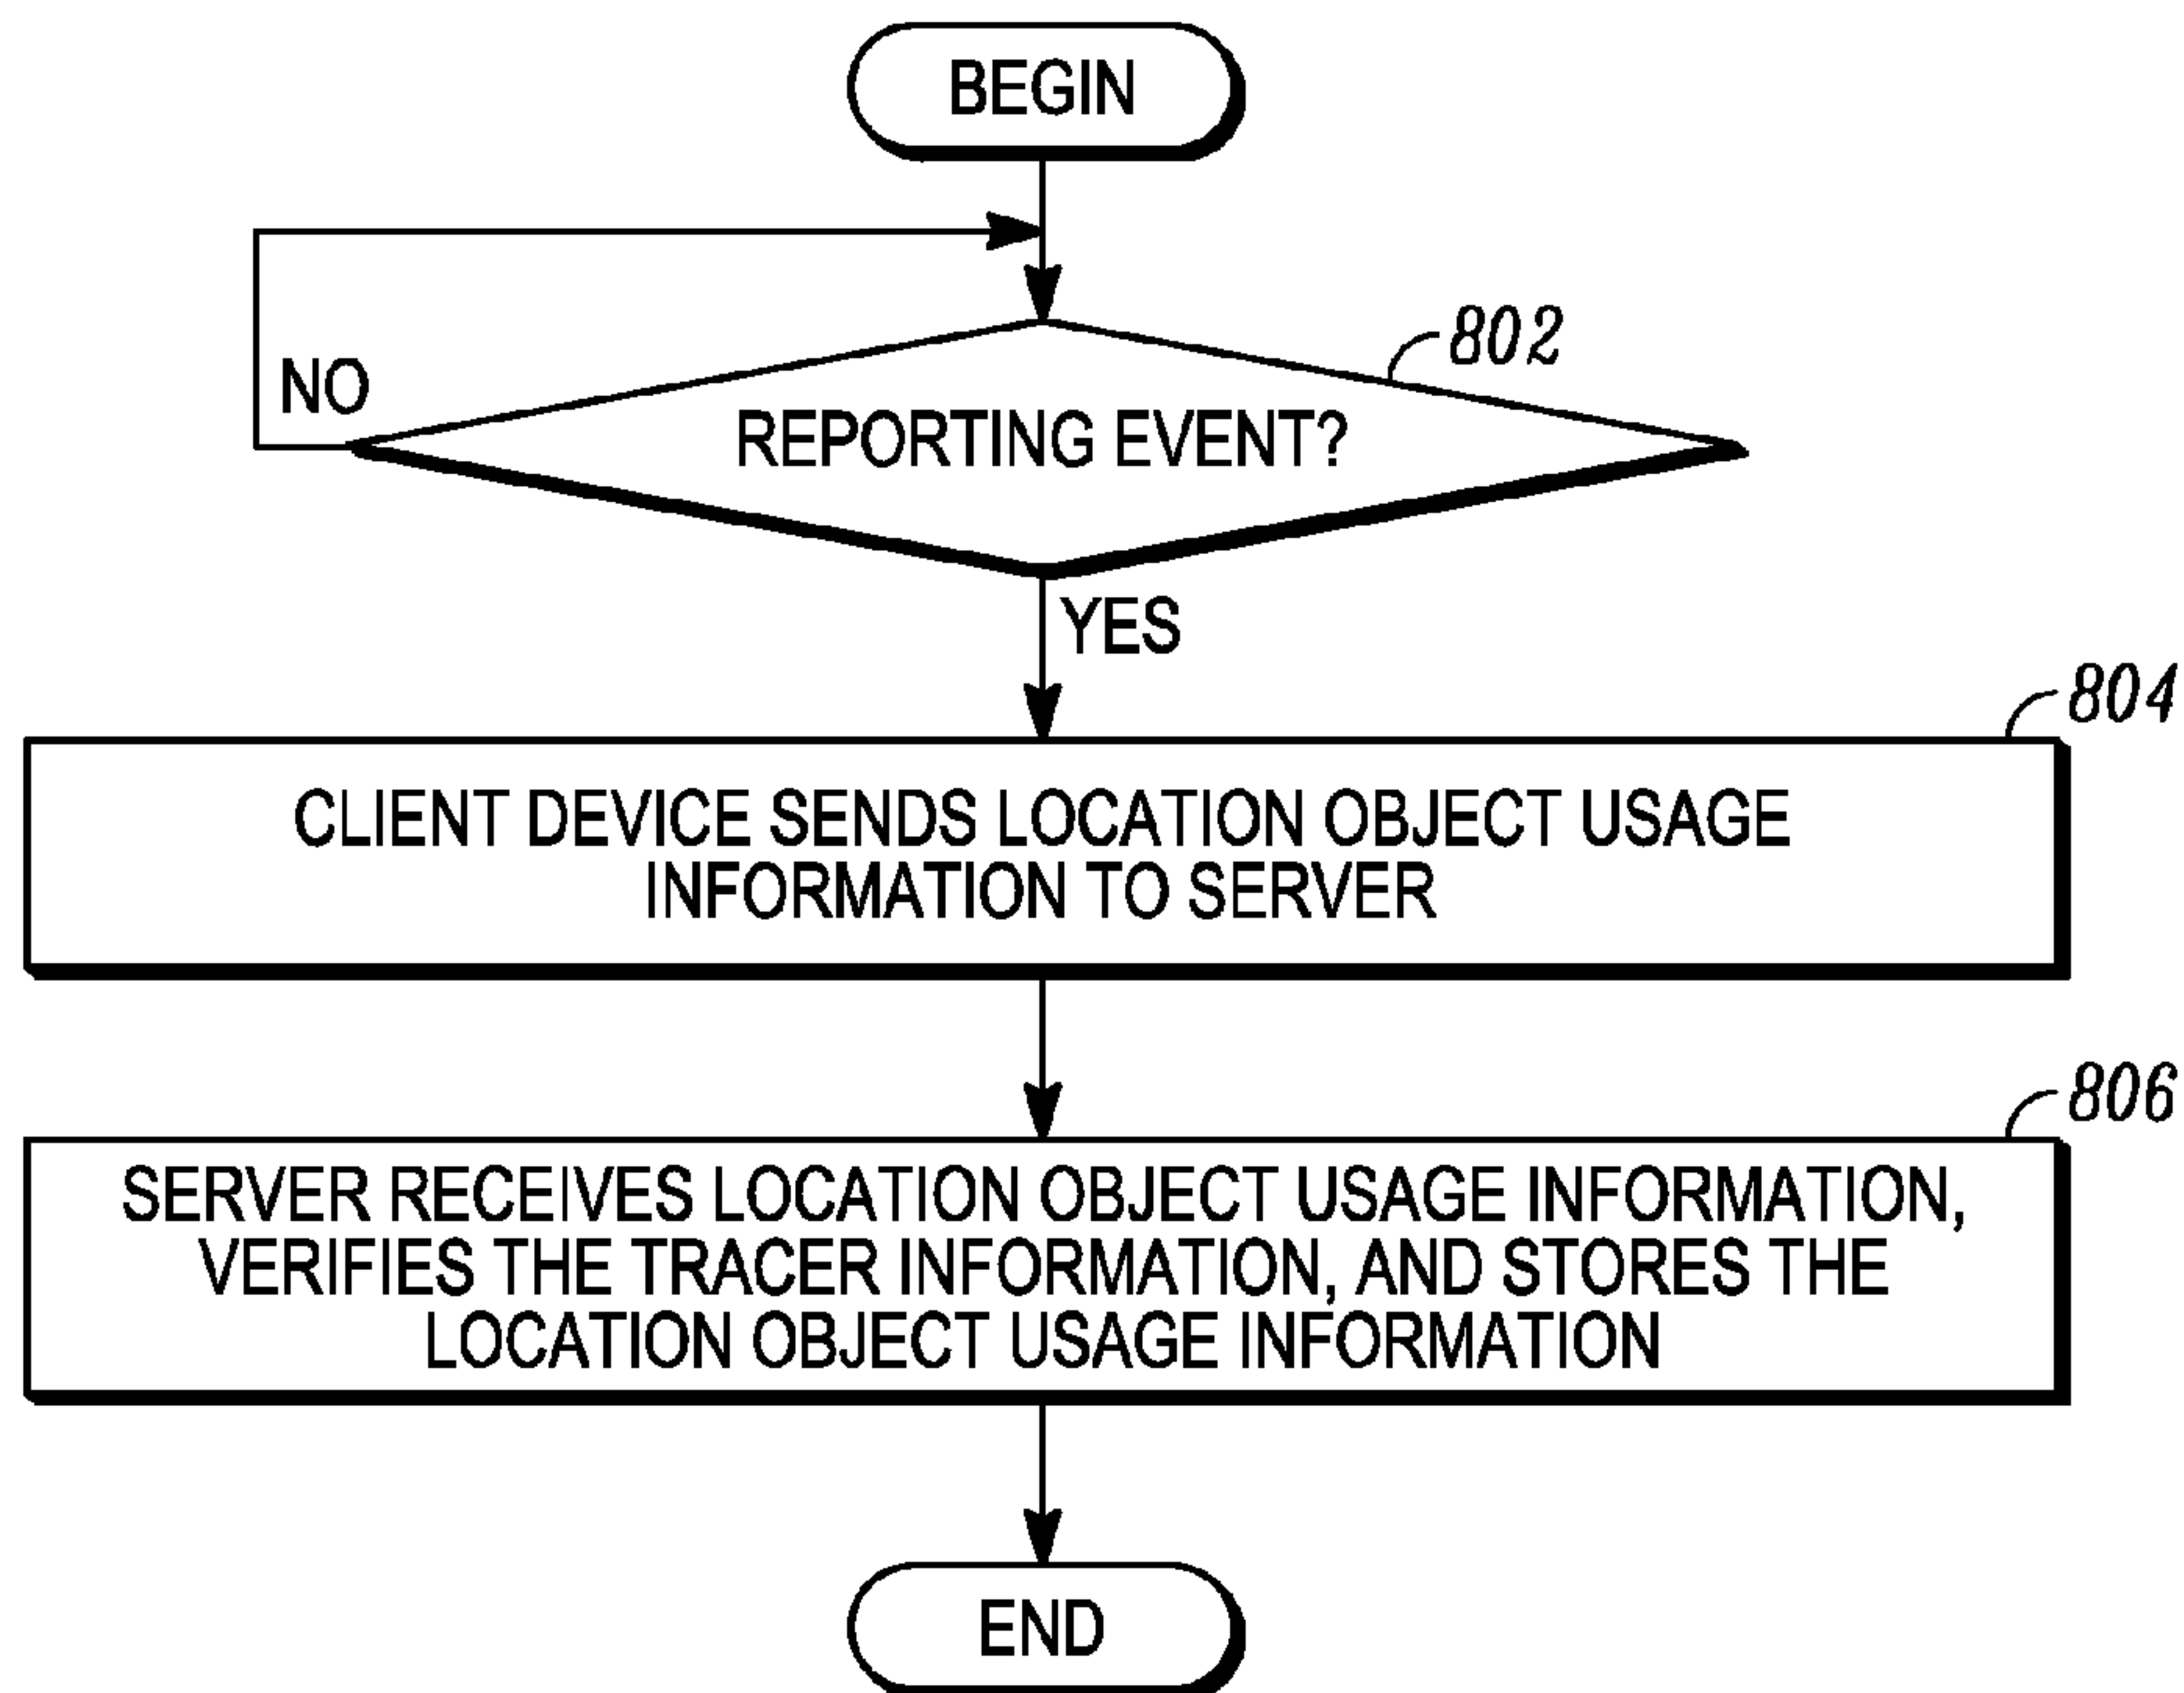 BEGIN
802
NO
REPORTING EVENT?
YES
804
CLIENT DEVICE SENDS LOCATION OBJECT USAGE
INFORMATION TO SERVER
806
SERVER RECEIVES LOCATION OBJECT USAGE INFORMATION,
VERIFIES THE TRACER INFORMATION, AND STORES THE
LOCATION OBJECT USAGE INFORMATION
END